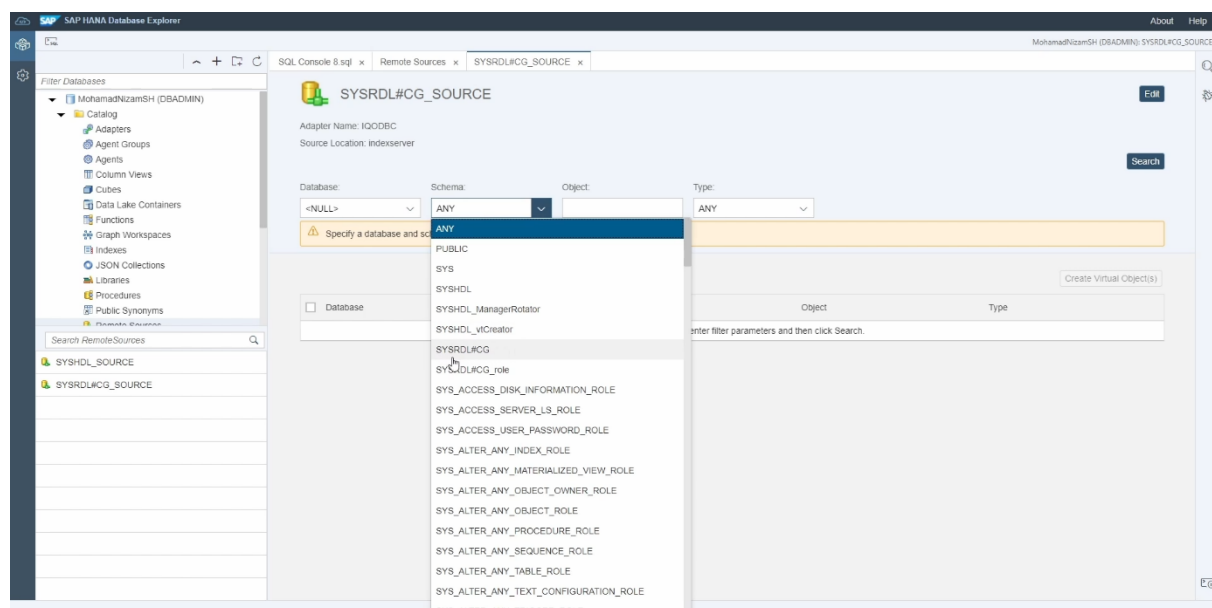 SAP SAP HANA Database Explorer
About Help
SQL
MohamadNizamSH (DBADMIN): SYSRDL#CG_SOURCE
SQL Console 8.sql x Remote Sources x SYSRDL#CG_SOURCE x
Filter Databases
MohamadNizamSH (DBADMIN)
Catalog
Adapters
Agent Groups
Agents
Column Views
Cubes
Data Lake Containers
Functions
Graph Workspaces
Indexes
JSON Collections
Libraries
Procedures
Public Synonyms
Remote Sources
Search RemoteSources
SYSHDL_SOURCE
SYSRDL#CG_SOURCE
SYSRDL#CG_SOURCE
Edit
Adapter Name: IQODBC
Source Location: indexserver
Search
Database: Schema: Object: Type:
<NULL> ANY ANY
Specify a database and
Create Virtual Object(s)
Database Object Type
enter filter parameters and then click Search.
ANY
PUBLIC
SYS
SYSHDL
SYSHDL_ManagerRotator
SYSHDL_vtCreator
SYSRDL#CG
SYSRDL#CG_role
SYS_ACCESS_DISK_INFORMATION_ROLE
SYS_ACCESS_SERVER_LS_ROLE
SYS_ACCESS_USER_PASSWORD_ROLE
SYS_ALTER_ANY_INDEX_ROLE
SYS_ALTER_ANY_MATERIALIZED_VIEW_ROLE
SYS_ALTER_ANY_OBJECT_OWNER_ROLE
SYS_ALTER_ANY_OBJECT_ROLE
SYS_ALTER_ANY_PROCEDURE_ROLE
SYS_ALTER_ANY_SEQUENCE_ROLE
SYS_ALTER_ANY_TABLE_ROLE
SYS_ALTER_ANY_TEXT_CONFIGURATION_ROLE